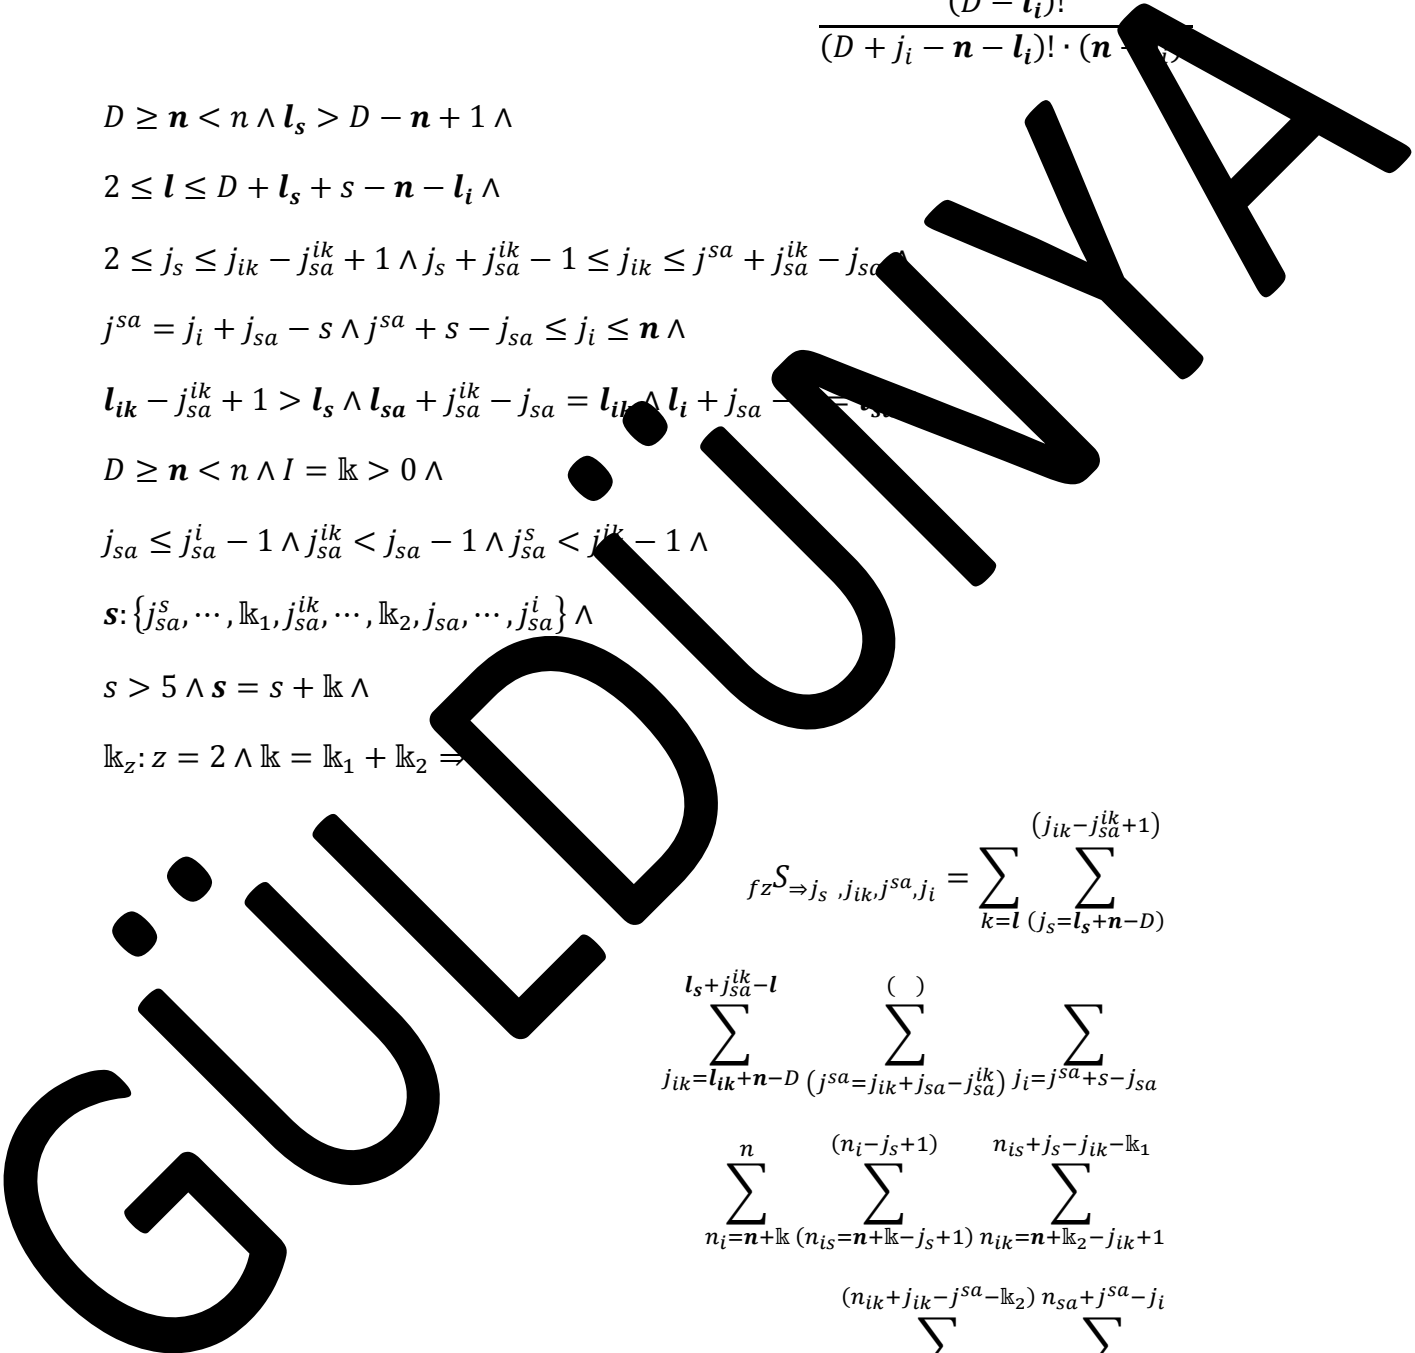 (D − l_i)!
(D + j_i − n − l_i)! · (n
D ≥ n < n ∧ l_s > D − n + 1 ∧
2 ≤ l ≤ D + l_s + s − n − l_i ∧
2 ≤ j_s ≤ j_{ik} − j_{sa}^{ik} + 1 ∧ j_s + j_{sa}^{ik} − 1 ≤ j_{ik} ≤ j^{sa} + j_{sa}^{ik} − j_{sa} ∧
j^{sa} = j_i + j_{sa} − s ∧ j^{sa} + s − j_{sa} ≤ j_i ≤ n ∧
l_{ik} − j_{sa}^{ik} + 1 > l_s ∧ l_{sa} + j_{sa}^{ik} − j_{sa} = l_{ik} ∧ l_i + j_{sa} − = l_{sa}
D ≥ n < n ∧ I = 𝕜 > 0 ∧
j_{sa} ≤ j_{sa}^i − 1 ∧ j_{sa}^{ik} < j_{sa} − 1 ∧ j_{sa}^s < j^{ik} − 1 ∧
s: {j_{sa}^s, ⋯ , 𝕜_1, j_{sa}^{ik}, ⋯ , 𝕜_2, j_{sa}, ⋯ , j_{sa}^i} ∧
s > 5 ∧ s = s + 𝕜 ∧
𝕜_z: z = 2 ∧ 𝕜 = 𝕜_1 + 𝕜_2 ⇒
(j_{ik}−j_{sa}^{ik}+1)
_{fz}S_{⇒j_s ,j_{ik},j^{sa},j_i} = ∑ ∑
k=l (j_s=l_s+n−D)
l_s+j_{sa}^{ik}−l ( )
∑ ∑ ∑
j_{ik}=l_{ik}+n−D (j^{sa}=j_{ik}+j_{sa}−j_{sa}^{ik}) j_i=j^{sa}+s−j_{sa}
n (n_i−j_s+1) n_{is}+j_s−j_{ik}−𝕜_1
∑ ∑ ∑
n_i=n+𝕜 (n_{is}=n+𝕜−j_s+1) n_{ik}=n+𝕜_2−j_{ik}+1
(n_{ik}+j_{ik}−j^{sa}−𝕜_2) n_{sa}+j^{sa}−j_i
∑ ∑
GÜLDÜNYA